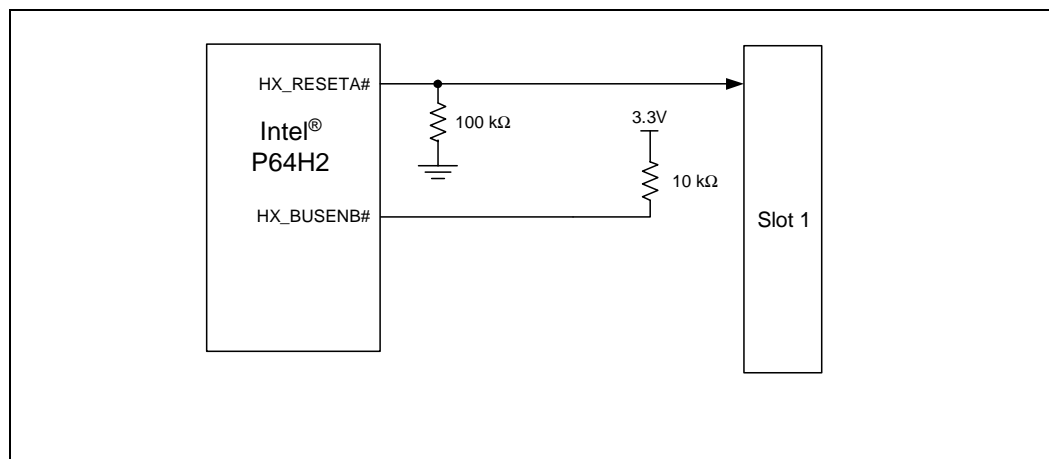 HX_RESETA#
Intel®
P64H2
100 kΩ
3.3V
10 kΩ
HX_BUSENB#
Slot 1